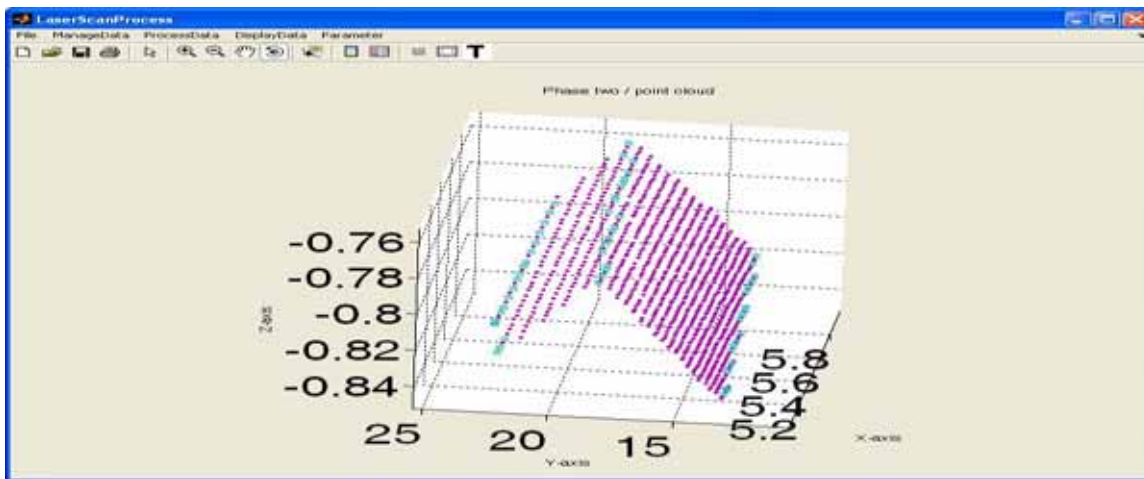 LaserScanProcess
File ManageData ProcessData DisplayData Parameter
T
Phase two / point cloud
-0.76
-0.78
-0.8
-0.82
-0.84
Z-axis
25 20 15
Y-axis
5.8
5.6
5.4
5.2
X-axis